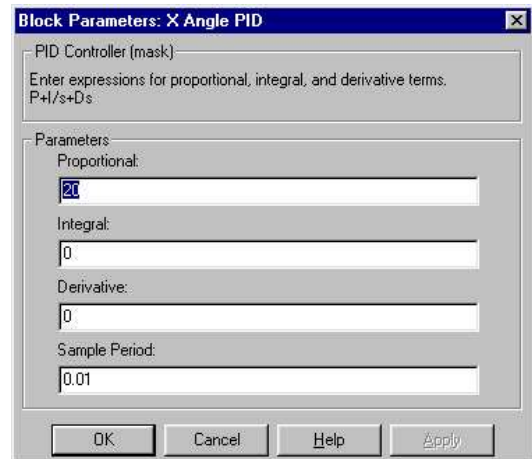 Block Parameters: X Angle PID
PID Controller (mask)
Enter expressions for proportional, integral, and derivative terms.
P+I/s+Ds
Parameters
Proportional:
20
Integral:
0
Derivative:
0
Sample Period:
0.01
OK Cancel Help Apply